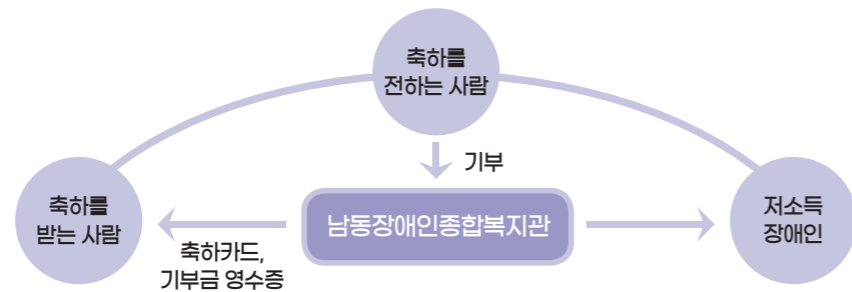 축하를
전하는 사람
기부
축하를
받는 사람
남동장애인종합복지관
저소득
장애인
축하카드,
기부금 영수증